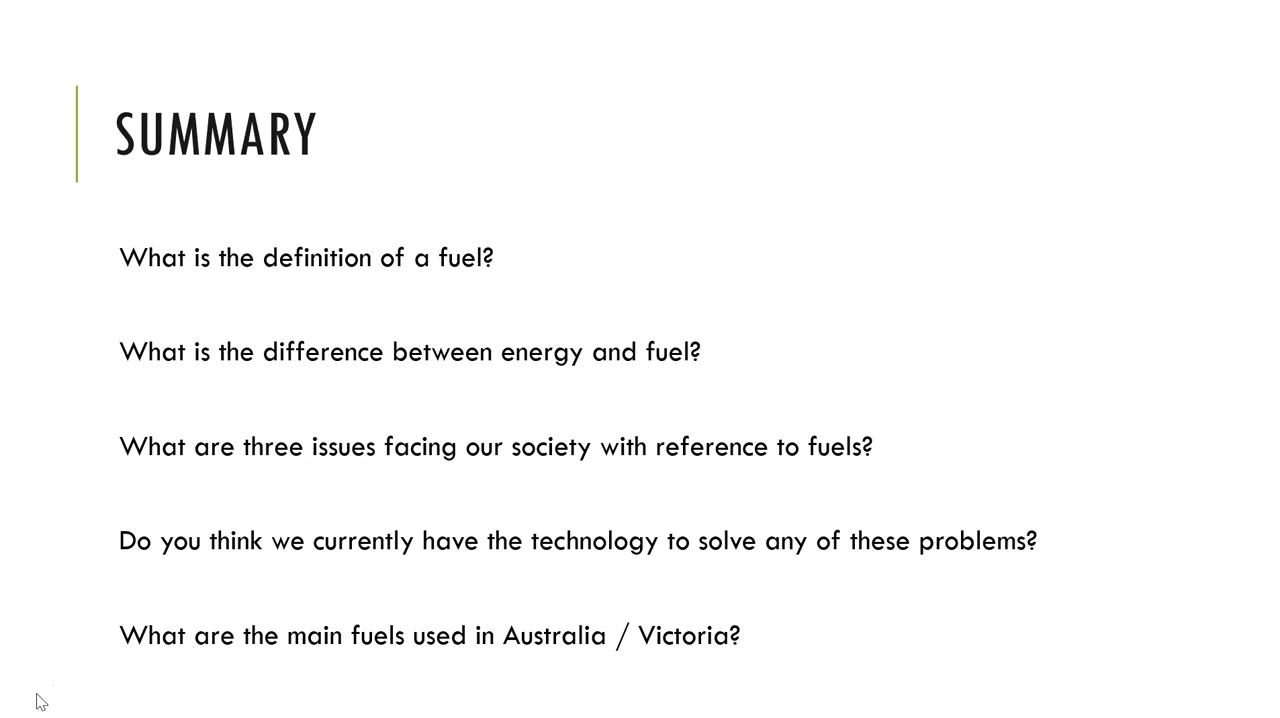 SUMMARY
What is the definition of a fuel?
What is the difference between energy and fuel?
What are three issues facing our society with reference to fuels?
Do you think we currently have the technology to solve any of these problems?
What are the main fuels used in Australia / Victoria?